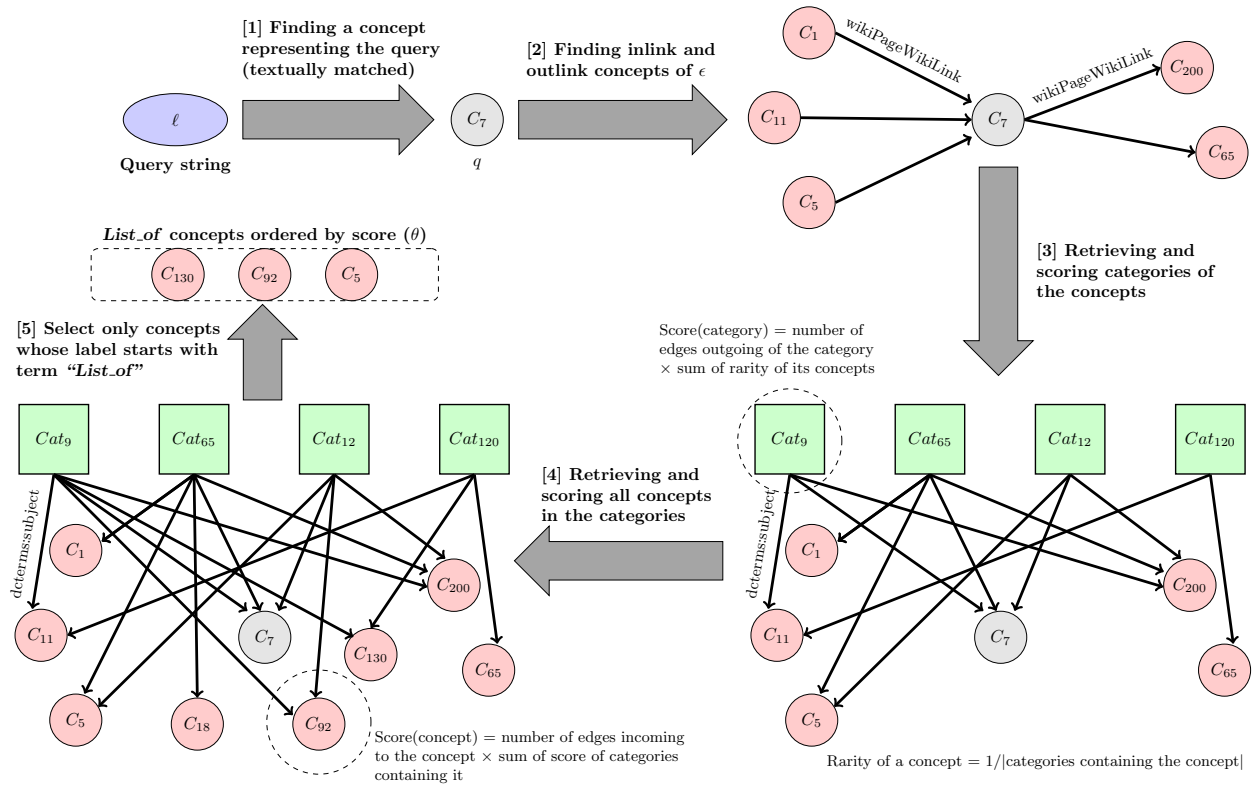 [1] Finding a concept
representing the query
(textually matched)
[2] Finding inlink and
outlink concepts of ϵ
ℓ
Query string
C7
q
C1
C11
C5
wikiPageWikiLink
C7
wikiPageWikiLink
C200
C65
[3] Retrieving and
scoring categories of
the concepts
List_of concepts ordered by score (θ)
C130
C92
C5
[5] Select only concepts
whose label starts with
term “List_of”
Score(category) = number of
edges outgoing of the category
× sum of rarity of its concepts
Cat9
Cat65
Cat12
Cat120
dcterms:subject
C1
C200
C11
C7
C130
C65
C5
C18
C92
Score(concept) = number of edges incoming
to the concept × sum of score of categories
containing it
[4] Retrieving and
scoring all concepts
in the categories
Cat9
Cat65
Cat12
Cat120
dcterms:subject
C1
C200
C11
C7
C65
C5
Rarity of a concept = 1/|categories containing the concept|